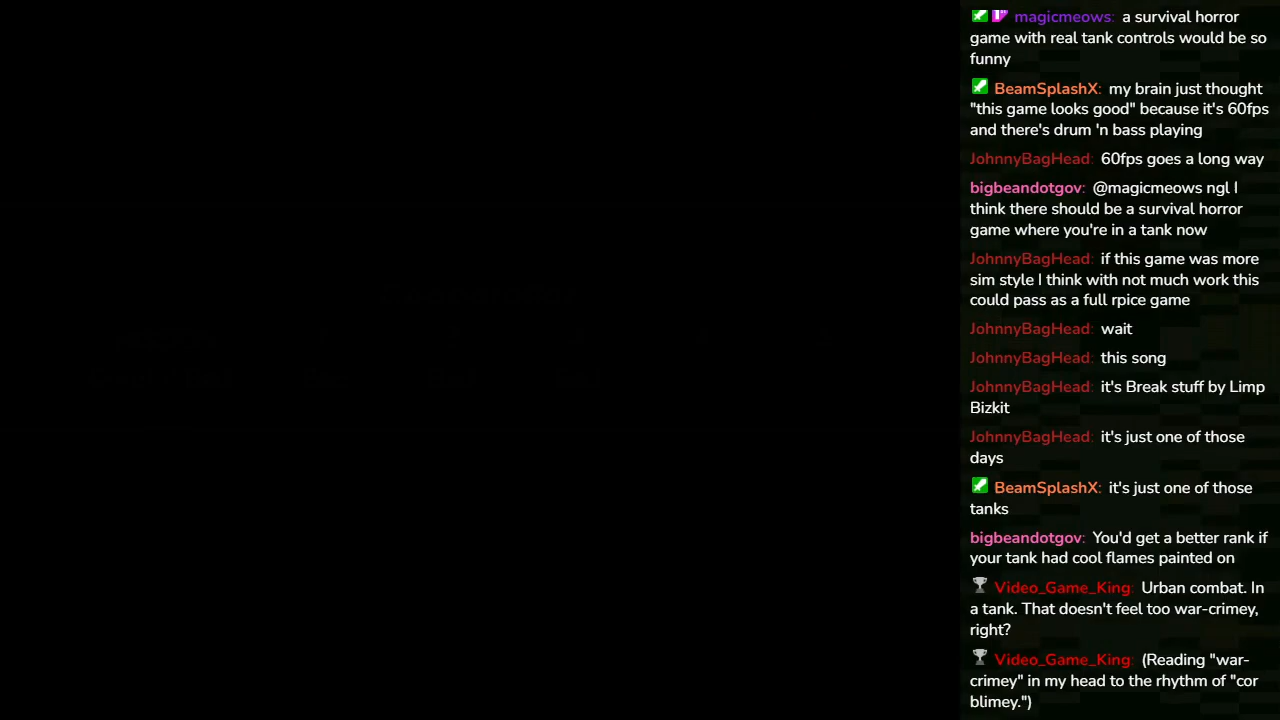 magicmeows: a survival horror
game with real tank controls would be so
funny
BeamSplashX: my brain just thought
"this game looks good" because it's 60fps
and there's drum 'n bass playing
JohnnyBagHead: 60fps goes a long way
bigbeandotgov: @magicmeows ngl I
think there should be a survival horror
game where you're in a tank now
JohnnyBagHead: if this game was more
sim style I think with not much work this
could pass as a full rpice game
JohnnyBagHead: wait
JohnnyBagHead: this song
JohnnyBagHead: it's Break stuff by Limp
Bizkit
JohnnyBagHead: it's just one of those
days
BeamSplashX: it's just one of those
tanks
bigbeandotgov: You'd get a better rank if
your tank had cool flames painted on
Video_Game_King: Urban combat. In
a tank. That doesn't feel too war-crimey,
right?
Video_Game_King: (Reading "war-
crimey" in my head to the rhythm of "cor
blimey.")